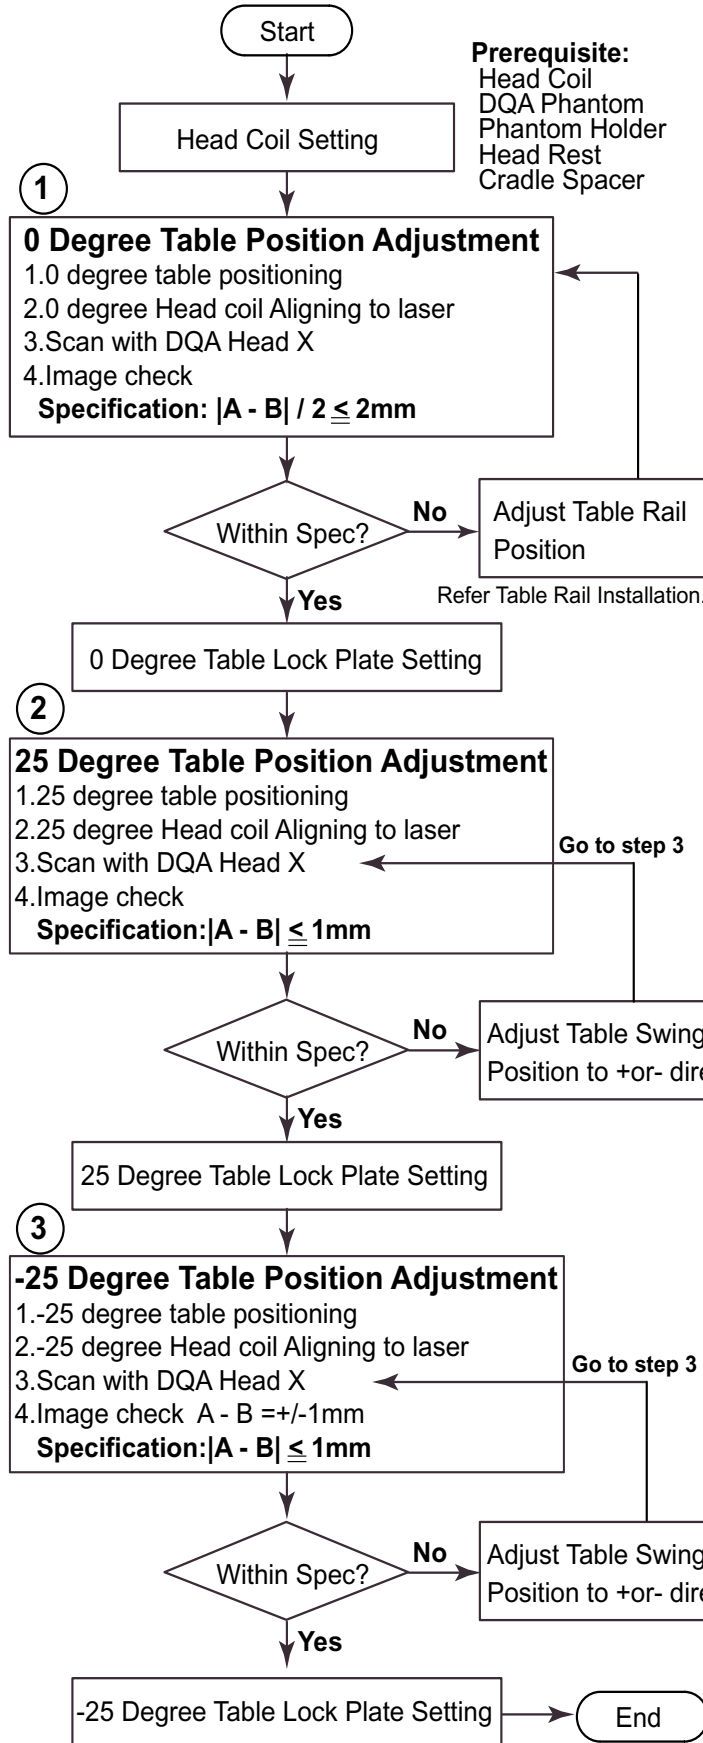 Start
Prerequisite:
Head Coil
DQA Phantom
Phantom Holder
Head Rest
Cradle Spacer
Head Coil Setting
1
0 Degree Table Position Adjustment
1.0 degree table positioning
2.0 degree Head coil Aligning to laser
3.Scan with DQA Head X
4.Image check
Specification: |A - B| / 2 ≦ 2mm
Within Spec?
No
Adjust Table Rail
Position
Refer Table Rail Installation.
Yes
0 Degree Table Lock Plate Setting
2
25 Degree Table Position Adjustment
1.25 degree table positioning
2.25 degree Head coil Aligning to laser
3.Scan with DQA Head X
Go to step 3
4.Image check
Specification:|A - B| ≦ 1mm
Within Spec?
No
Adjust Table Swing
Position to +or-
Yes
25 Degree Table Lock Plate Setting
3
-25 Degree Table Position Adjustment
1.-25 degree table positioning
2.-25 degree Head coil Aligning to laser
3.Scan with DQA Head X
Go to step 3
4.Image check A - B =+/-1mm
Specification:|A - B| ≦ 1mm
Within Spec?
No
Adjust Table Swing
Position to +or-
Yes
-25 Degree Table Lock Plate Setting
End